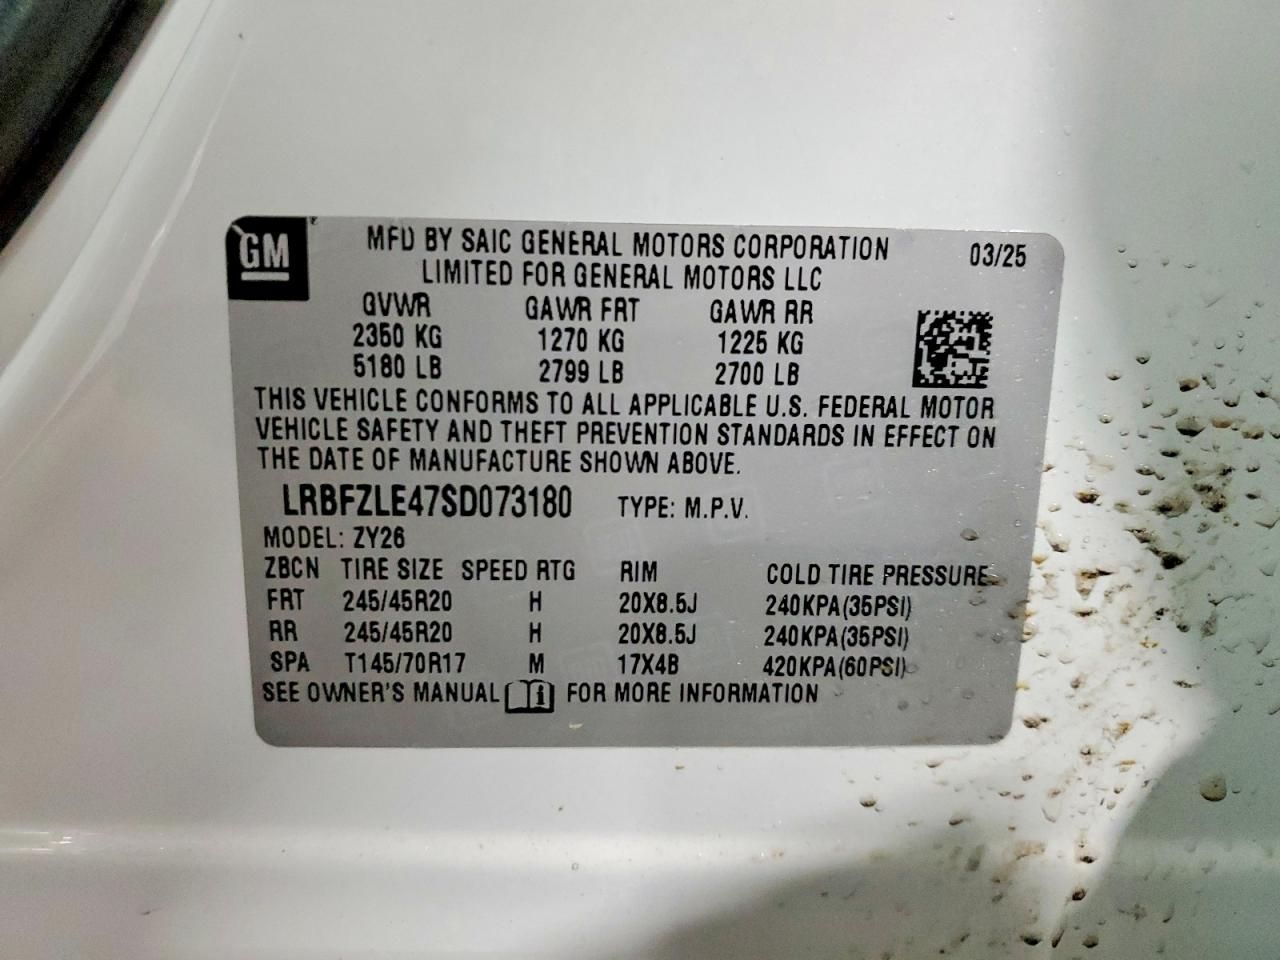 GM
MFD BY SAIC GENERAL MOTORS CORPORATION 03/25
LIMITED FOR GENERAL MOTORS LLC
GVWR GAWR FRT GAWR RR
2350 KG 1270 KG 1225 KG
5180 LB 2799 LB 2700 LB
THIS VEHICLE CONFORMS TO ALL APPLICABLE U.S. FEDERAL MOTOR
VEHICLE SAFETY AND THEFT PREVENTION STANDARDS IN EFFECT ON
THE DATE OF MANUFACTURE SHOWN ABOVE.
LRBFZLE47SD073180 TYPE: M.P.V.
MODEL: ZY26
ZBCN TIRE SIZE SPEED RTG RIM COLD TIRE PRESSURE
FRT 245/45R20 H 20X8.5J 240KPA(35PSI)
RR 245/45R20 H 20X8.5J 240KPA(35PSI)
SPA T145/70R17 M 17X4B 420KPA(60PSI)
SEE OWNER'S MANUAL i FOR MORE INFORMATION